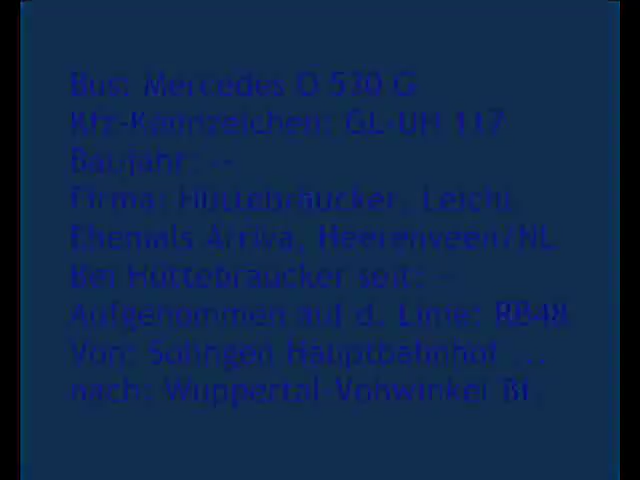 Bus: Mercedes O 530 G
Kfz-Kennzeichen: GL-UH 117
Baujahr: --
Firma: Hüttebräucker, Leichl.
Ehemals Arriva, Heerenveen/NL
Bei Hüttebräucker seit: --
Aufgenommen auf d. Linie: RB48
Von: Solingen Hauptbahnhof ...
nach: Wuppertal-Vohwinkel Bf.